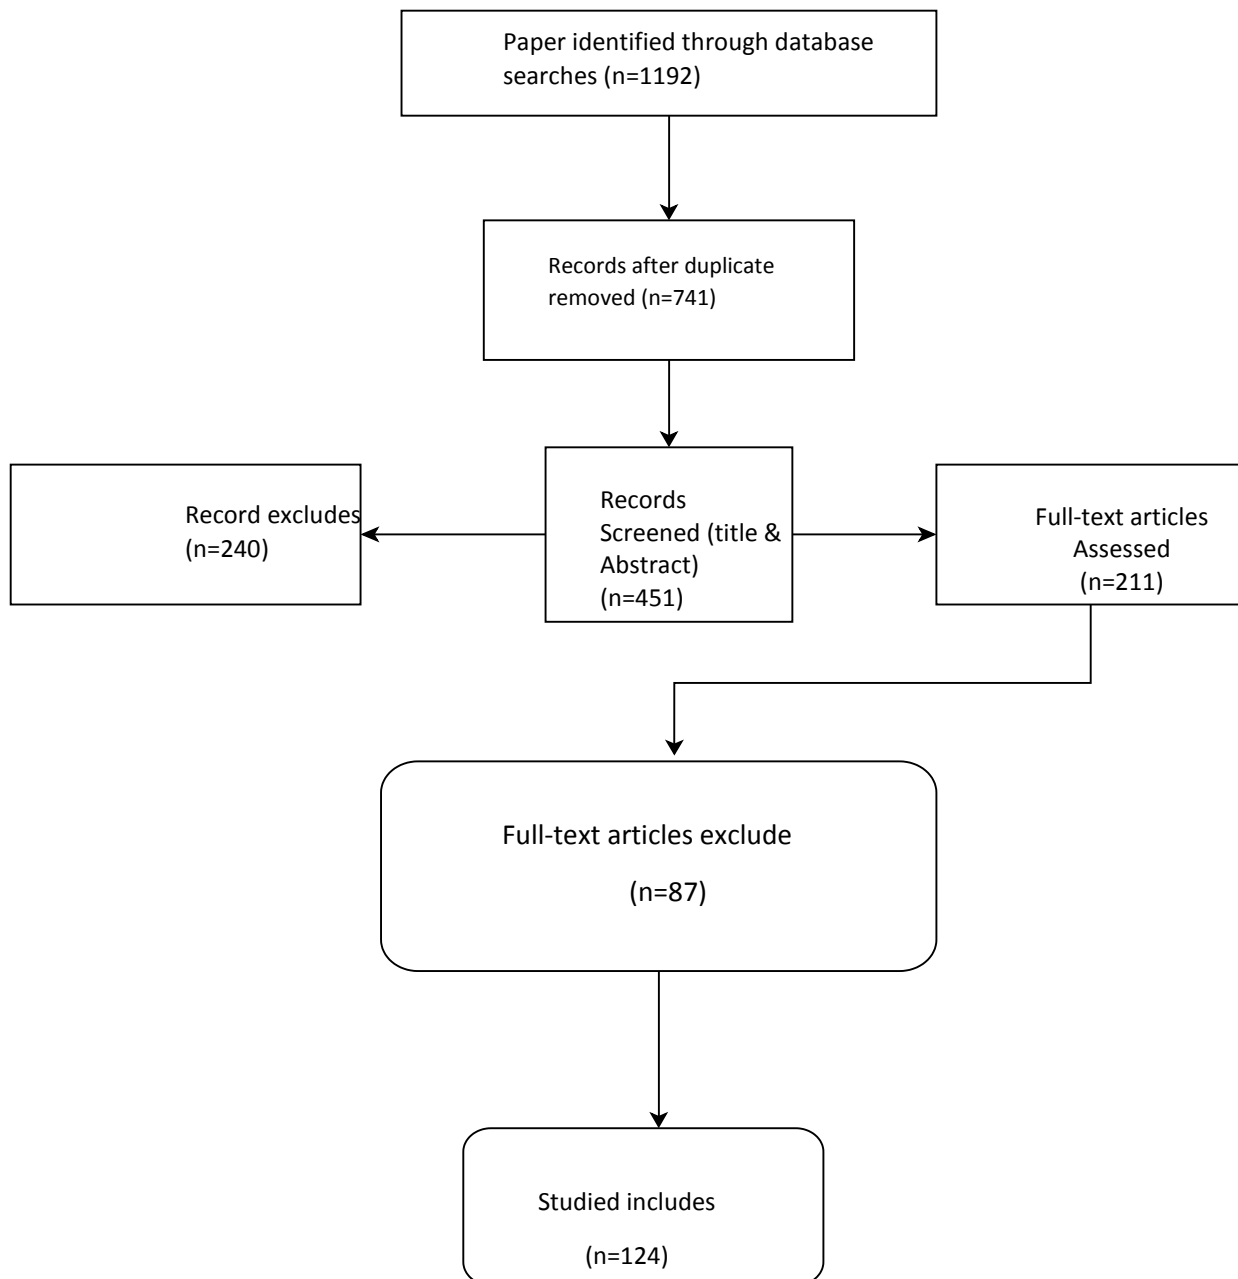 Paper identified through database
searches (n=1192)
Records after duplicate
removed (n=741)
Record excludes
(n=240)
Records
Screened (title &
Abstract)
(n=451)
Full-text articles
Assessed
(n=211)
Full-text articles exclude
(n=87)
Studied includes
(n=124)